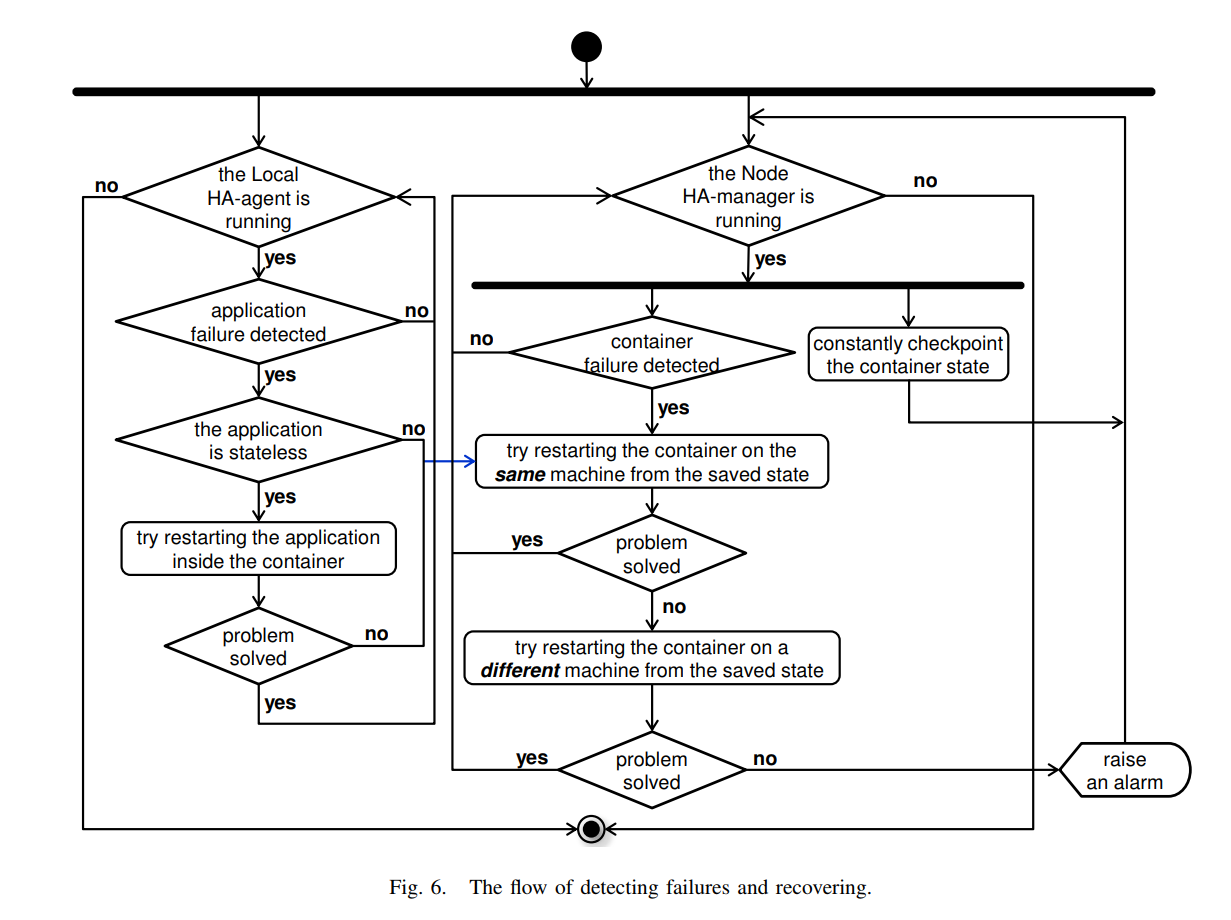 the Local
HA-agent is
running
no
yes
application
failure detected
no
yes
the application
is stateless
no
yes
try restarting the application
inside the container
problem
solved
no
yes
the Node
HA-manager is
running
no
yes
container
failure detected
no
yes
constantly checkpoint
the container state
try restarting the container on the
same machine from the saved state
problem
solved
yes
no
try restarting the container on a
different machine from the saved state
problem
solved
yes
no
raise
an alarm
Fig. 6. The flow of detecting failures and recovering.